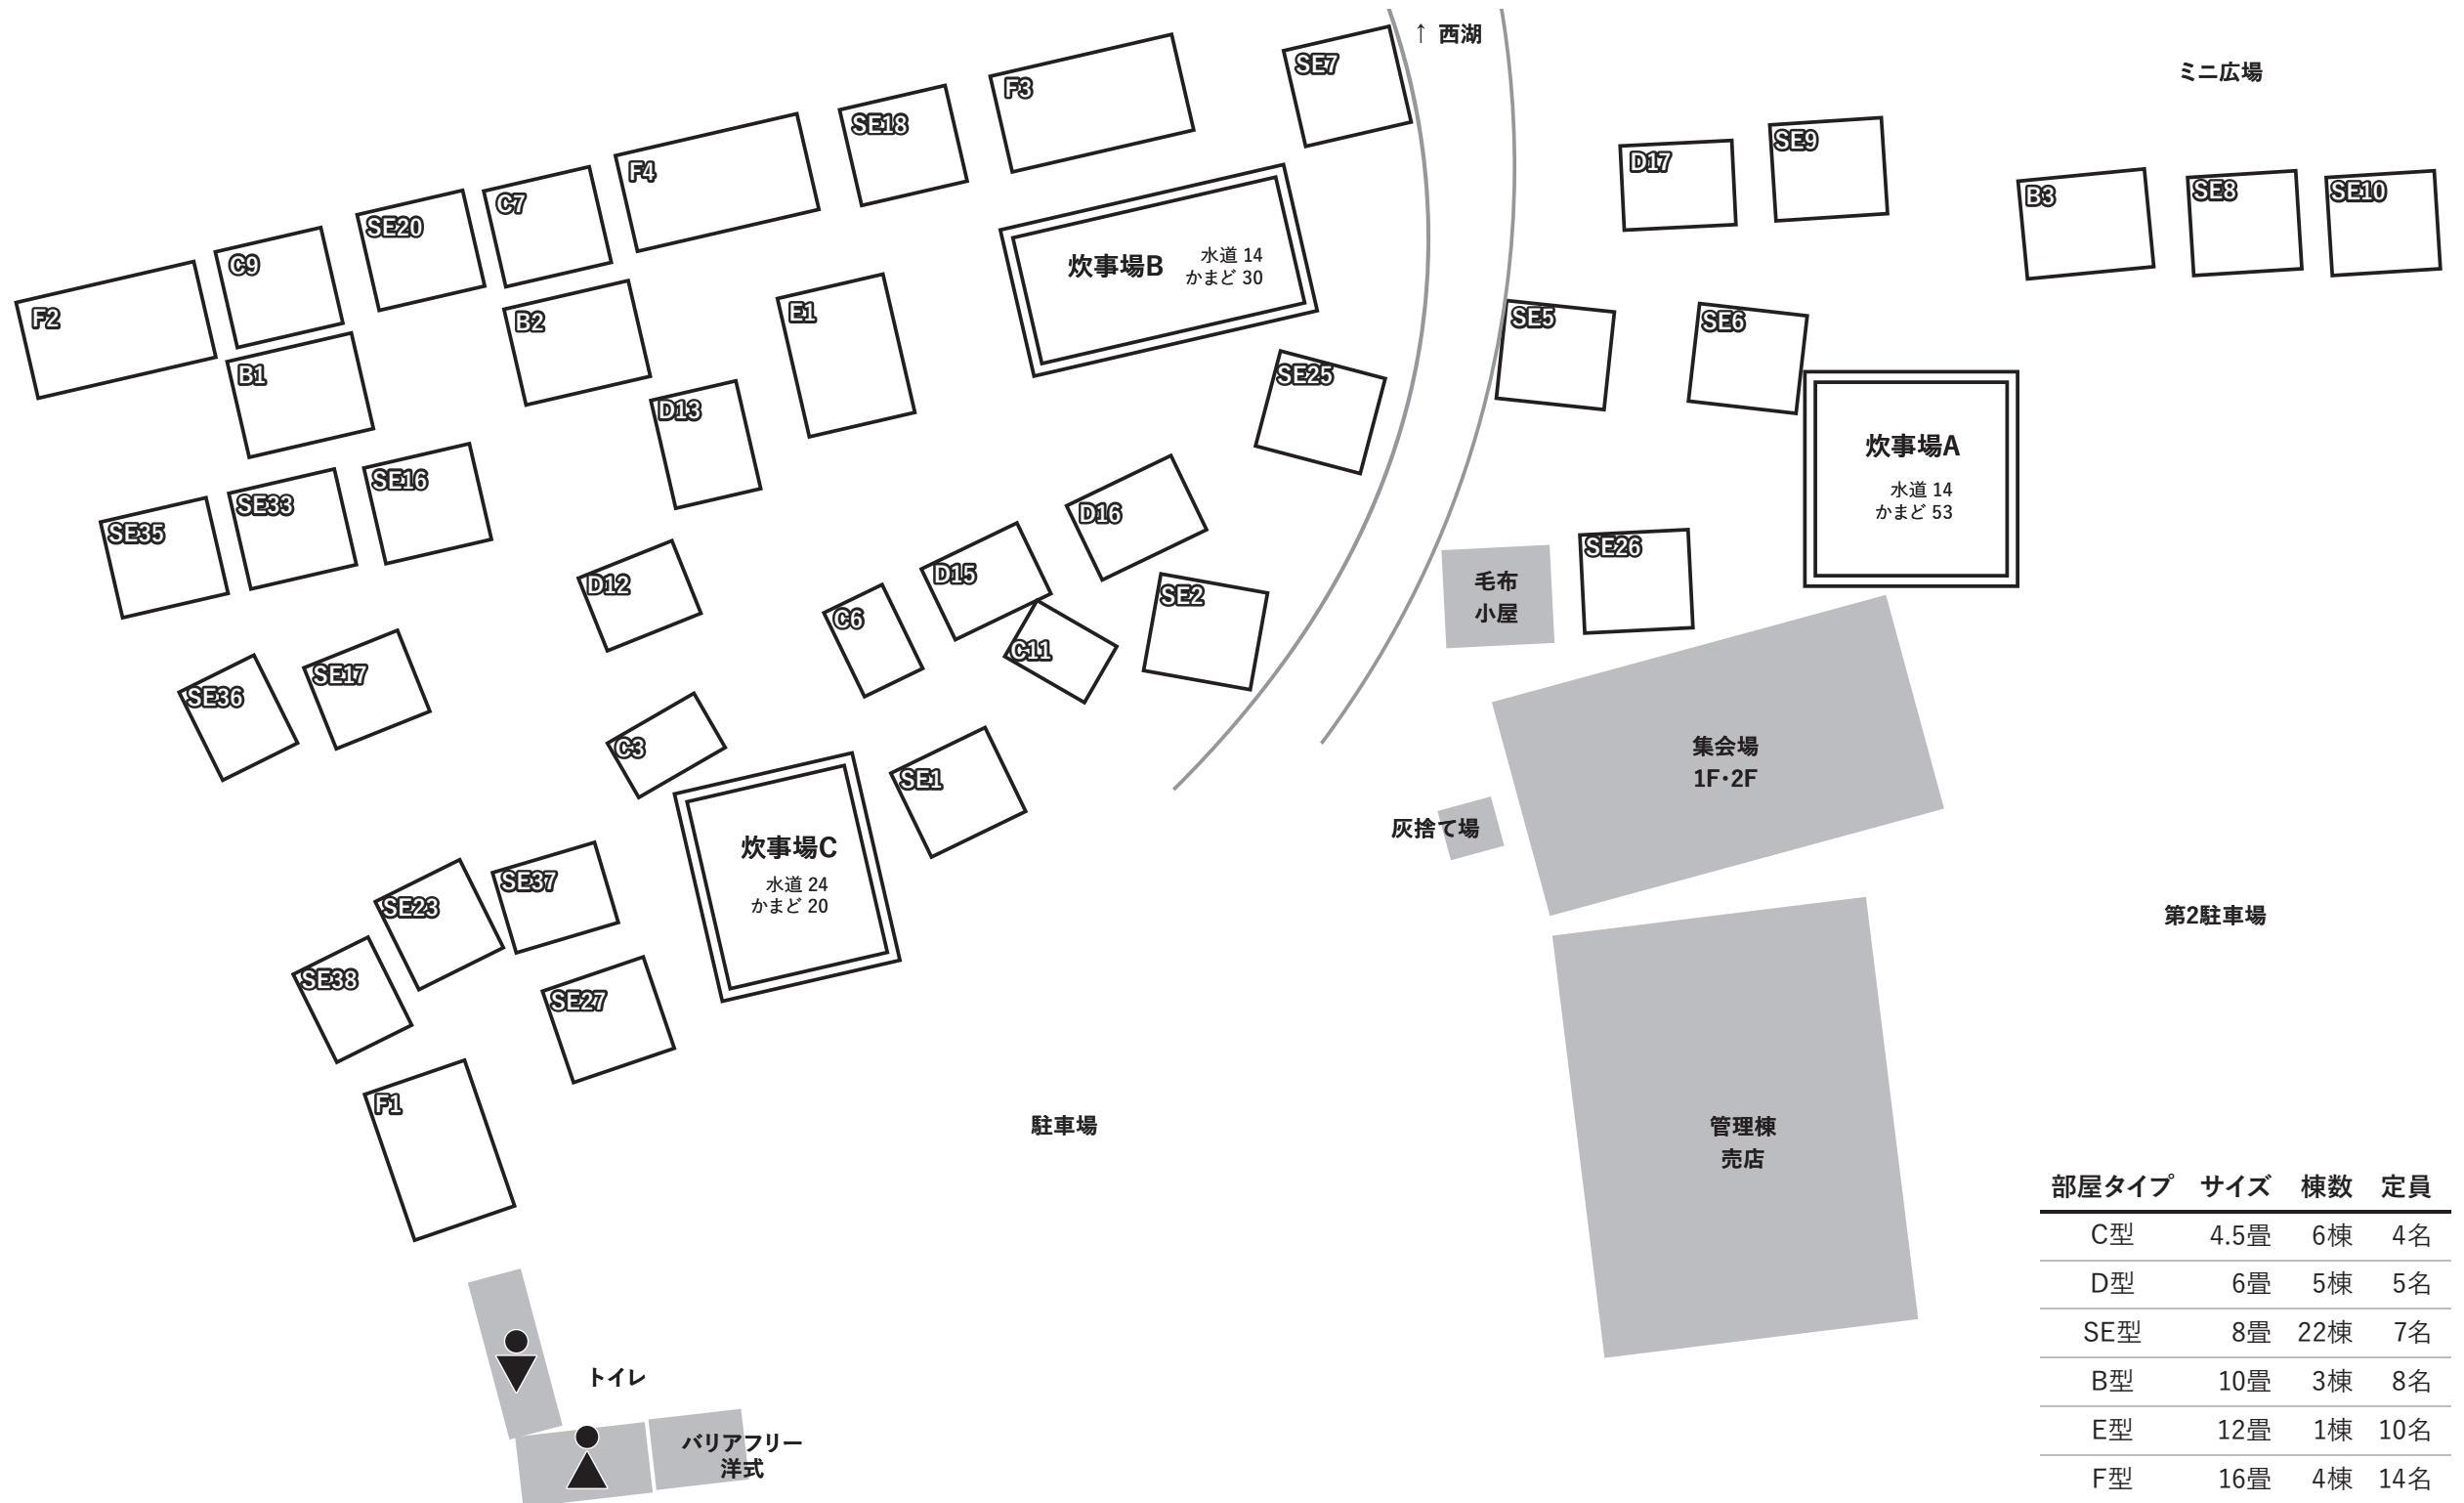 ↑ 西湖
ミニ広場
SE7
F3
SE18
F4
C7
SE20
C9
F2
B1
B2
E1
D13
炊事場B
水道 14
かまど 30
SE25
D17
SE9
B3
SE8
SE10
SE5
SE6
炊事場A
水道 14
かまど 53
SE26
毛布
小屋
SE16
SE33
SE35
D12
D16
D15
C6
C11
SE2
SE36
SE17
C3
SE1
炊事場C
水道 24
かまど 20
集会場
1F・2F
灰捨て場
SE37
SE23
SE38
SE27
F1
第2駐車場
駐車場
管理棟
売店
トイレ
バリアフリー
洋式
部屋タイプ サイズ 棟数 定員
C型 4.5畳 6棟 4名
D型 6畳 5棟 5名
SE型 8畳 22棟 7名
B型 10畳 3棟 8名
E型 12畳 1棟 10名
F型 16畳 4棟 14名